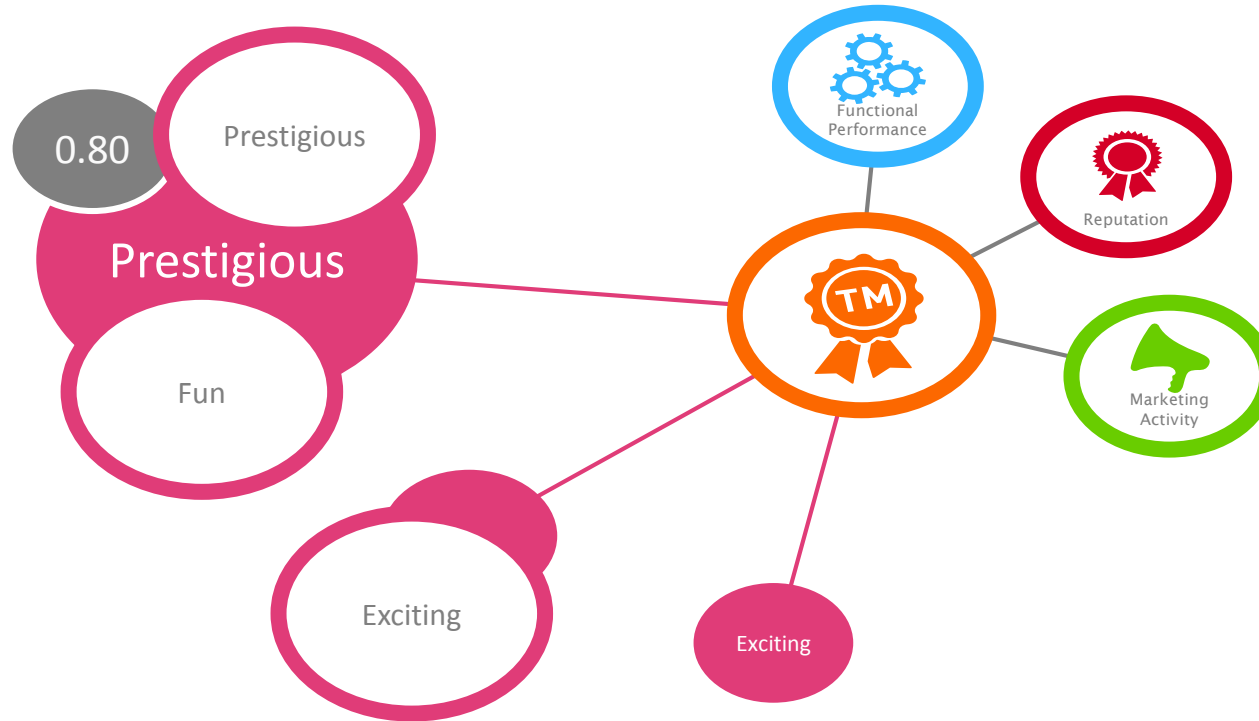 Functional
Performance
0.80
Prestigious
Reputation
Prestigious
TM
Fun
Marketing
Activity
Exciting
Exciting